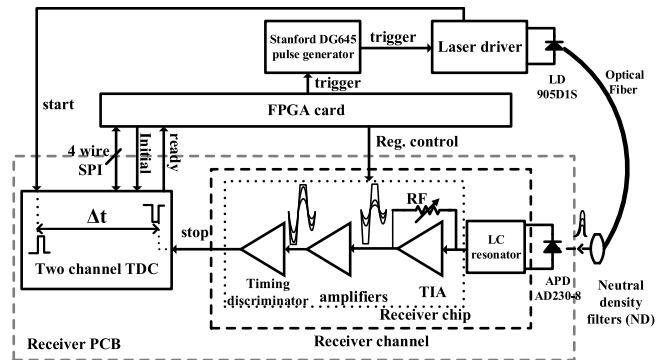 Stanford DG645
pulse generator
trigger
Laser driver
LD
905D1S
Optical
Fiber
trigger
start
FPGA card
4 wire
SPI
Initial
ready
Reg. control
Δt
Two channel TDC
stop
Timing
discriminator
amplifiers
RF
TIA
LC
resonator
APD
AD230-8
Neutral
density
filters (ND)
Receiver chip
Receiver channel
Receiver PCB